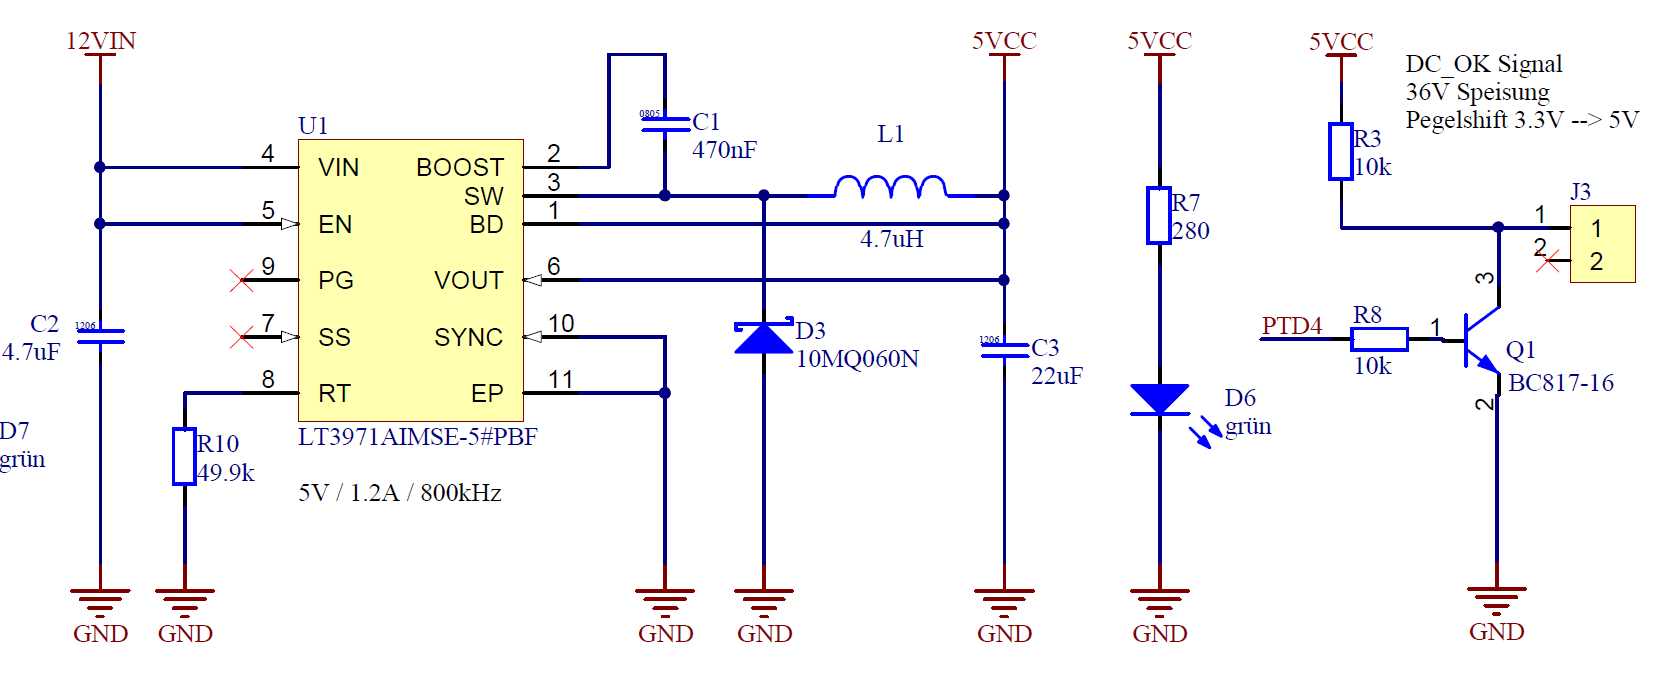 12VIN
5VCC
5VCC
5VCC
DC_OK Signal
36V Speisung
Pegelshift 3.3V --> 5V
U1
4
VIN
5
EN
9
PG
7
SS
8
RT
BOOST
2
SW
3
BD
1
VOUT
6
SYNC
10
EP
11
LT3971AIMSE-5#PBF
5V / 1.2A / 800kHz
0805
C1
470nF
L1
4.7uH
1206
C2
4.7uF
D7
grün
R10
49.9k
D3
10MQ060N
1206
C3
22uF
R7
280
D6
grün
R3
10k
J3
1
1
2
2
PTD4
R8
10k
1
3
2
Q1
BC817-16
GND
GND
GND
GND
GND
GND
GND